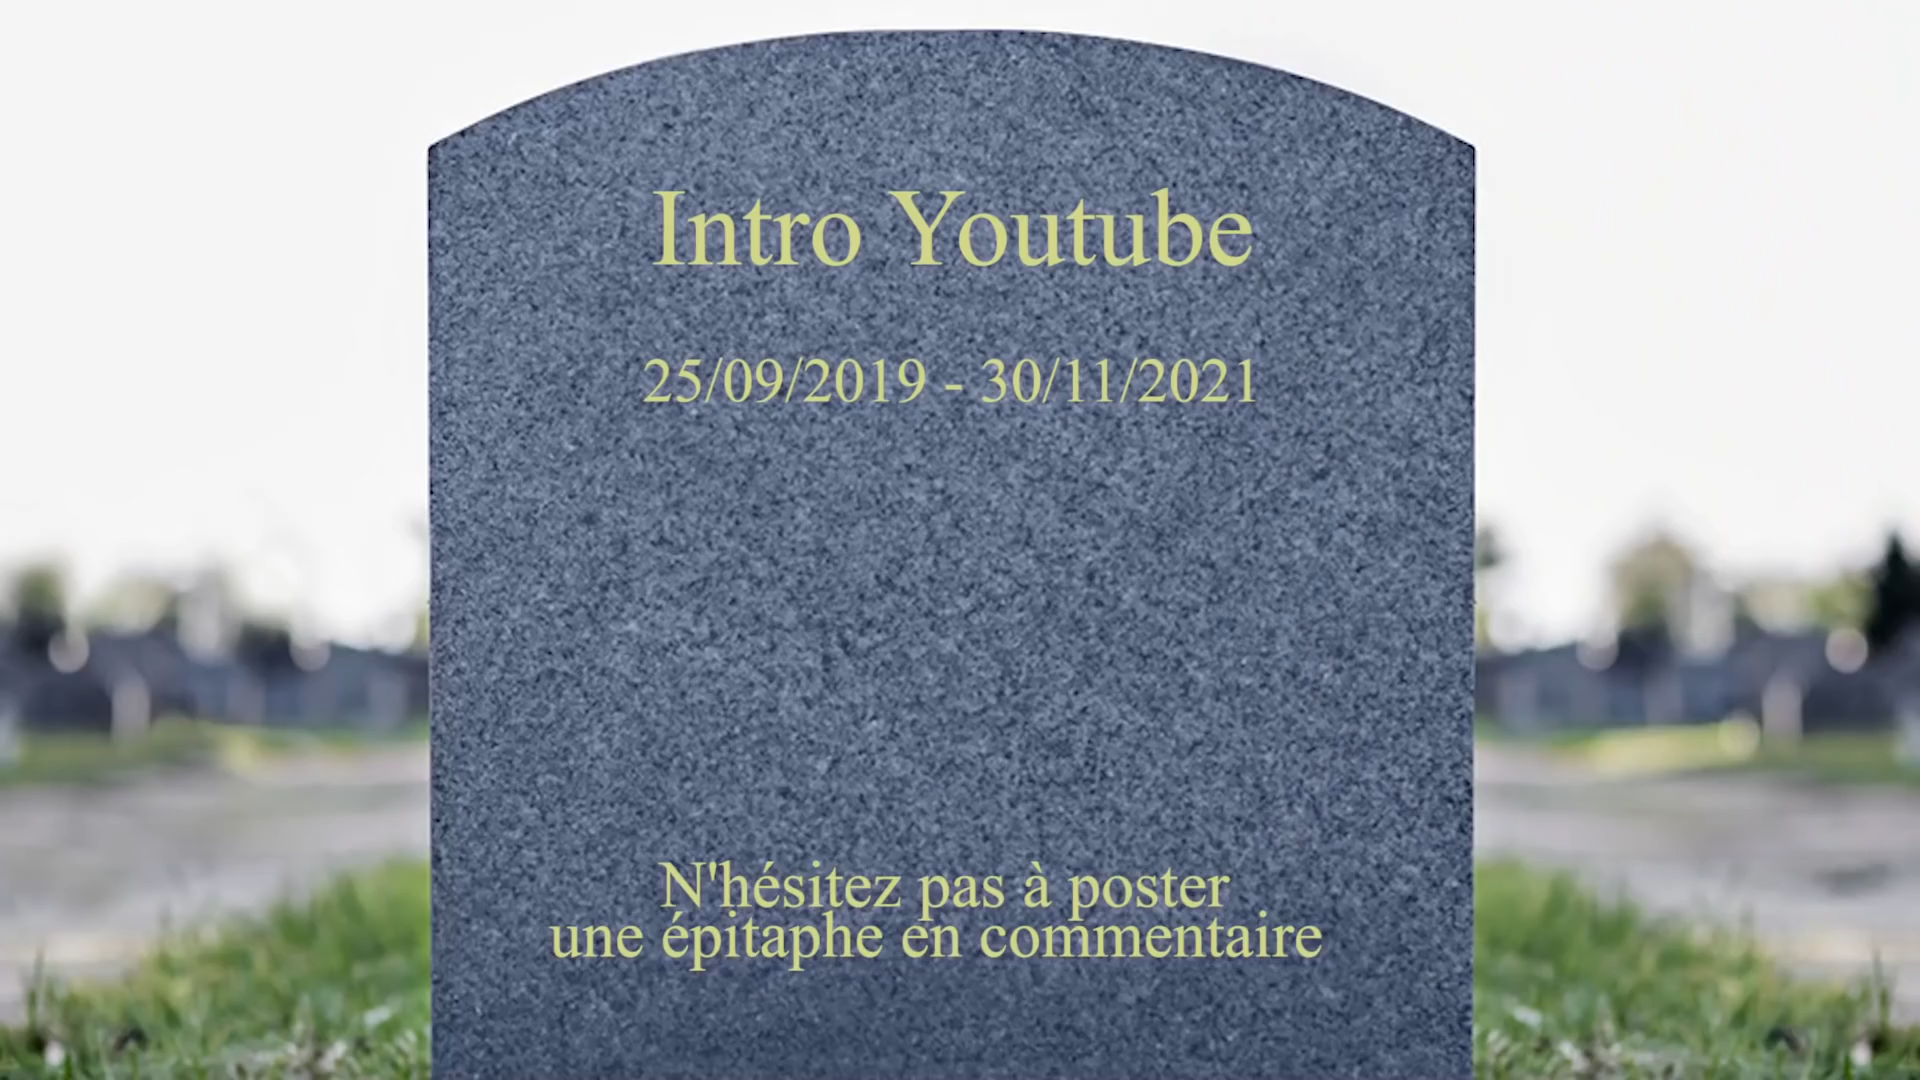 Intro Youtube
25/09/2019 - 30/11/2021
N'hésitez pas à poster
une épitaphe en commentaire